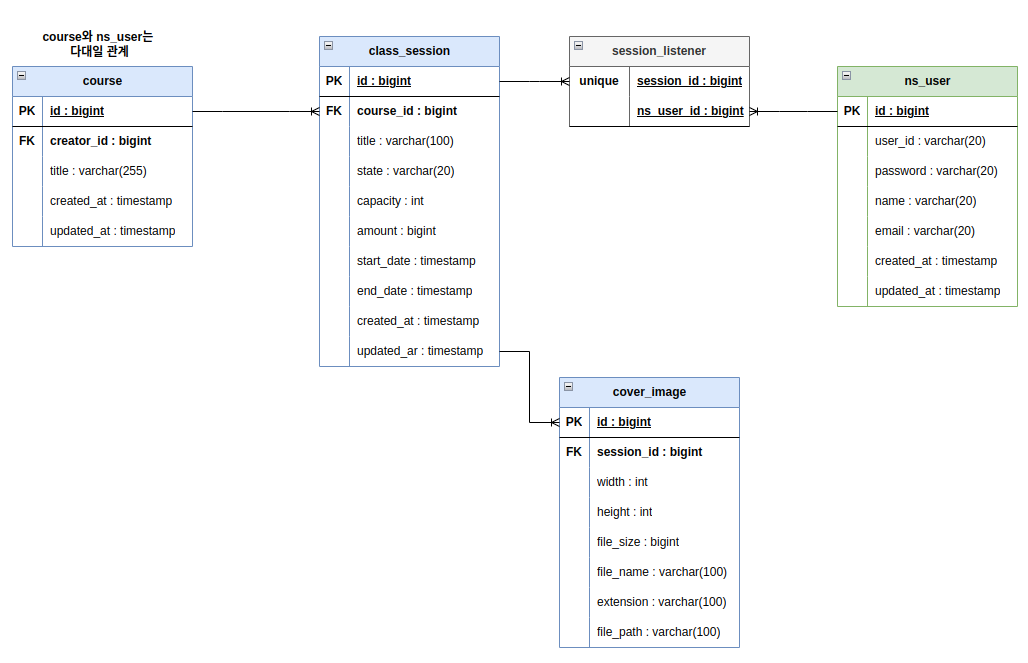 course와 ns_user는
다대일 관계
course
PK id : bigint
FK creator_id : bigint
title : varchar(255)
created_at : timestamp
updated_at : timestamp
class_session
PK id : bigint
FK course_id : bigint
title : varchar(100)
state : varchar(20)
capacity : int
amount : bigint
start_date : timestamp
end_date : timestamp
created_at : timestamp
updated_ar : timestamp
session_listener
unique session_id : bigint
ns_user_id : bigint
ns_user
PK id : bigint
user_id : varchar(20)
password : varchar(20)
name : varchar(20)
email : varchar(20)
created_at : timestamp
updated_at : timestamp
cover_image
PK id : bigint
FK session_id : bigint
width : int
height : int
file_size : bigint
file_name : varchar(100)
extension : varchar(100)
file_path : varchar(100)